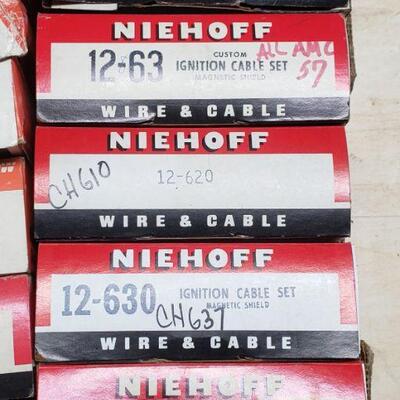 NIEHOFF
12-63 CUSTOM IGNITION CABLE SET ALL AMC
MAGNETIC SHIELD 57
WIRE & CABLE
NIEHOFF
CH610 12-620
WIRE & CABLE
NIEHOFF
12-630 IGNITION CABLE SET
MAGNETIC SHIELD
CH637
WIRE & CABLE
NIEHOFF